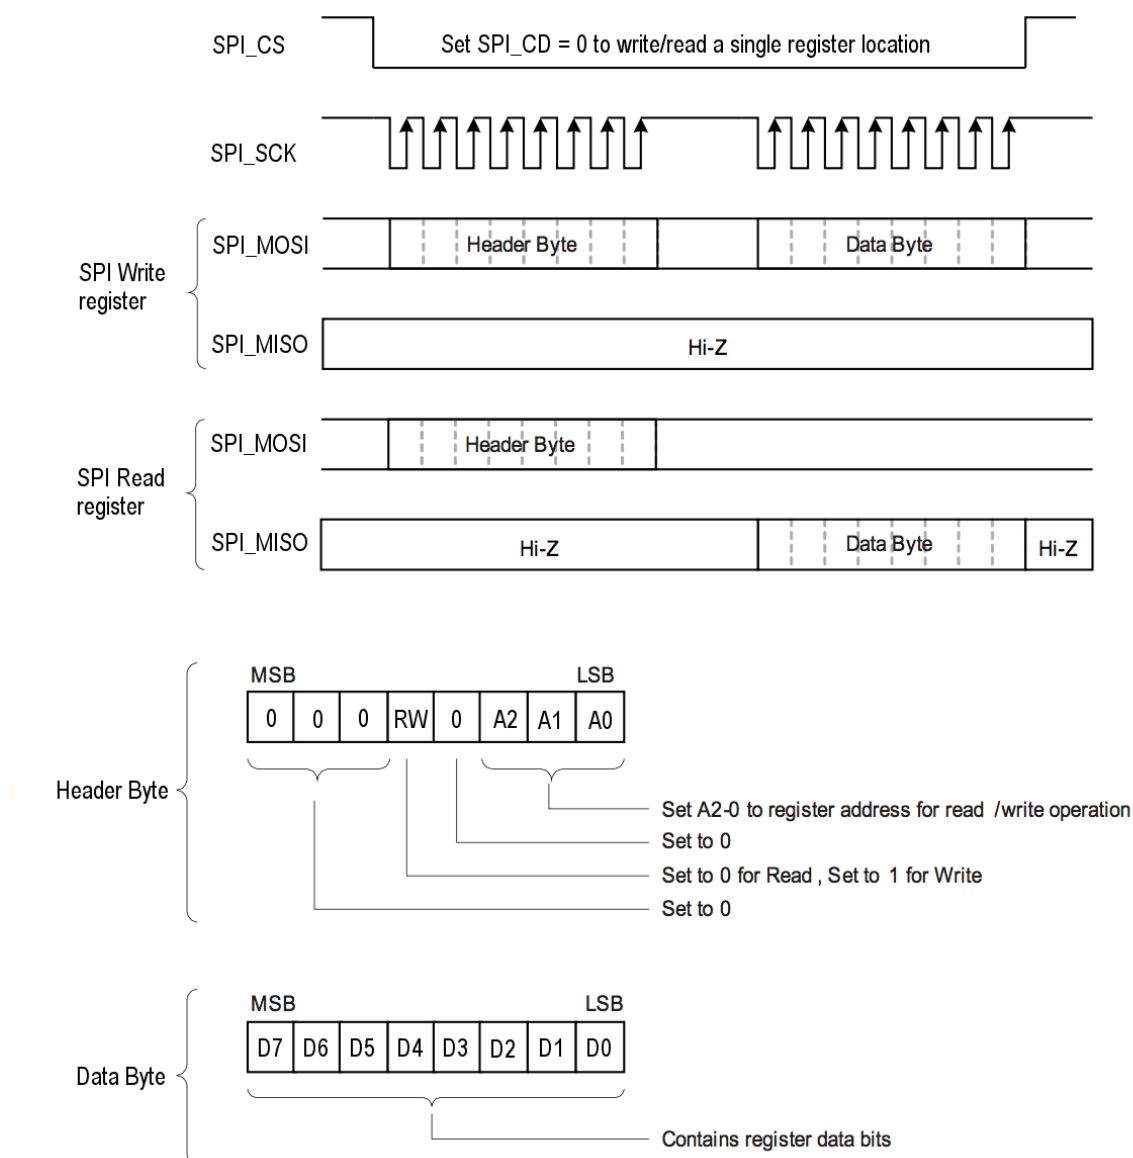 SPI_CS
Set SPI_CD = 0 to write/read a single register location
SPI_SCK
SPI Write
register
SPI_MOSI
Header Byte
Data Byte
SPI_MISO
Hi-Z
SPI Read
register
SPI_MOSI
Header Byte
SPI_MISO
Hi-Z
Data Byte
Hi-Z
Header Byte
MSB
LSB
0 0 0 RW 0 A2 A1 A0
Set A2-0 to register address for read /write operation
Set to 0
Set to 0 for Read , Set to 1 for Write
Set to 0
Data Byte
MSB
LSB
D7 D6 D5 D4 D3 D2 D1 D0
Contains register data bits